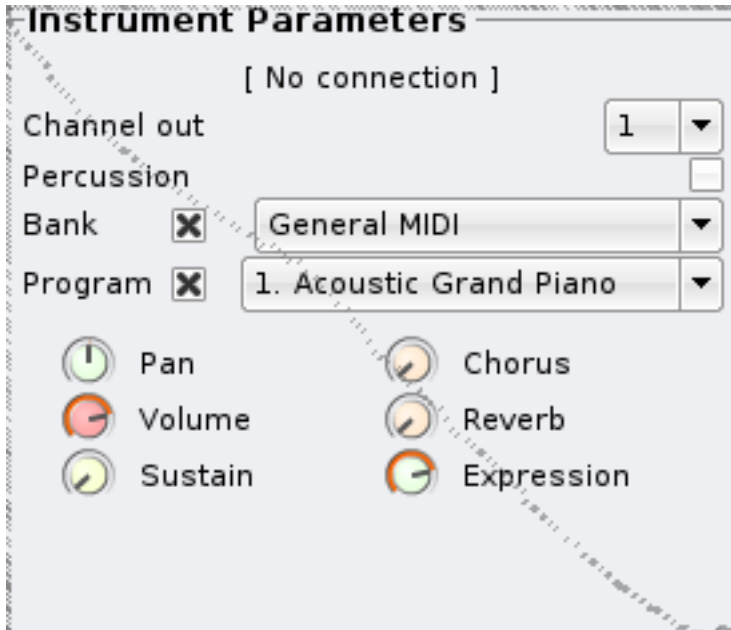 Instrument Parameters
[ No connection ]
Channel out 1
Percussion
Bank General MIDI
Program 1. Acoustic Grand Piano
Pan Chorus
Volume Reverb
Sustain Expression